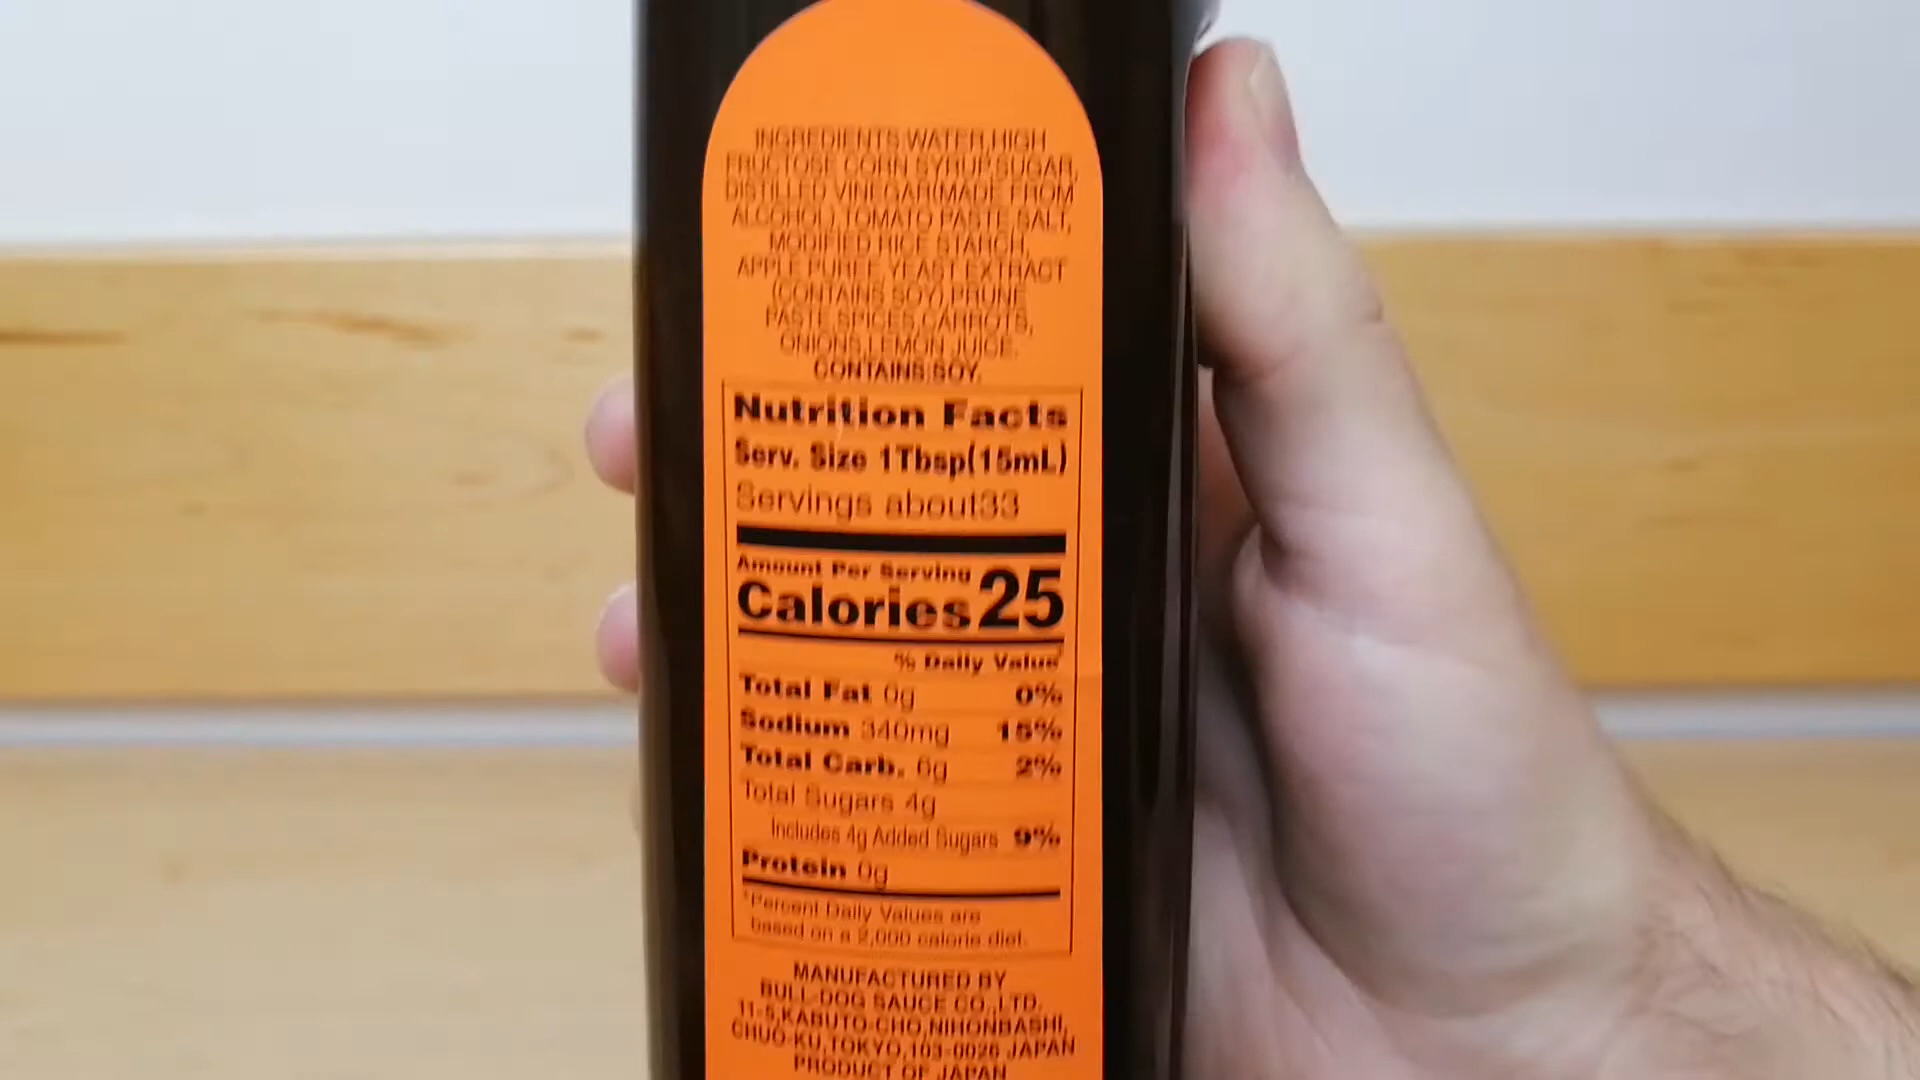 INGREDIENTS:WATER,HIGH
FRUCTOSE CORN SYRUP,SUGAR,
DISTILLED VINEGAR(MADE FROM
ALCOHOL),TOMATO PASTE,SALT,
MODIFIED RICE STARCH,
APPLE PUREE,YEAST EXTRACT
(CONTAINS SOY),PRUNE
PASTE,SPICES,CARROTS,
ONIONS,LEMON JUICE.
CONTAINS:SOY.
Nutrition Facts
Serv. Size 1Tbsp(15mL)
Servings about33
Amount Per Serving
Calories 25
% Daily Value*
Total Fat 0g 0%
Sodium 340mg 15%
Total Carb. 6g 2%
Total Sugars 4g
Includes 4g Added Sugars 9%
Protein 0g
*Percent Daily Values are
based on a 2,000 calorie diet.
MANUFACTURED BY
BULL-DOG SAUCE CO.,LTD.
11-5,KABUTO-CHO,NIHONBASHI,
CHUO-KU,TOKYO,103-0026 JAPAN
PRODUCT OF JAPAN